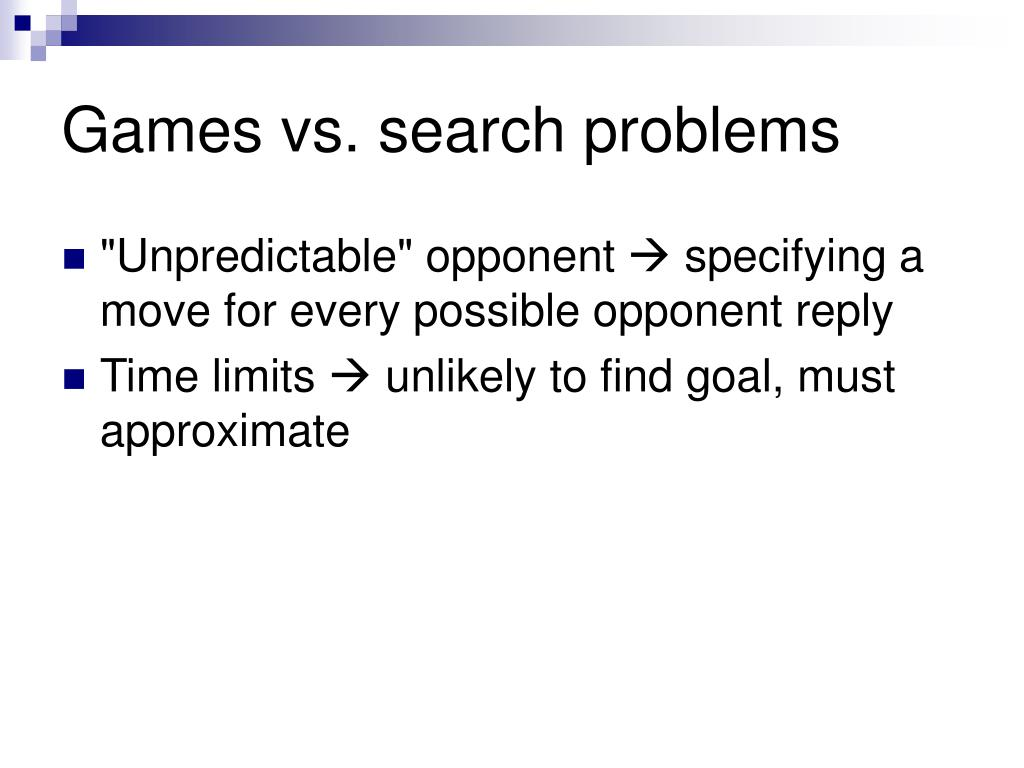 Games vs. search problems
"Unpredictable" opponent → specifying a
move for every possible opponent reply
Time limits → unlikely to find goal, must
approximate